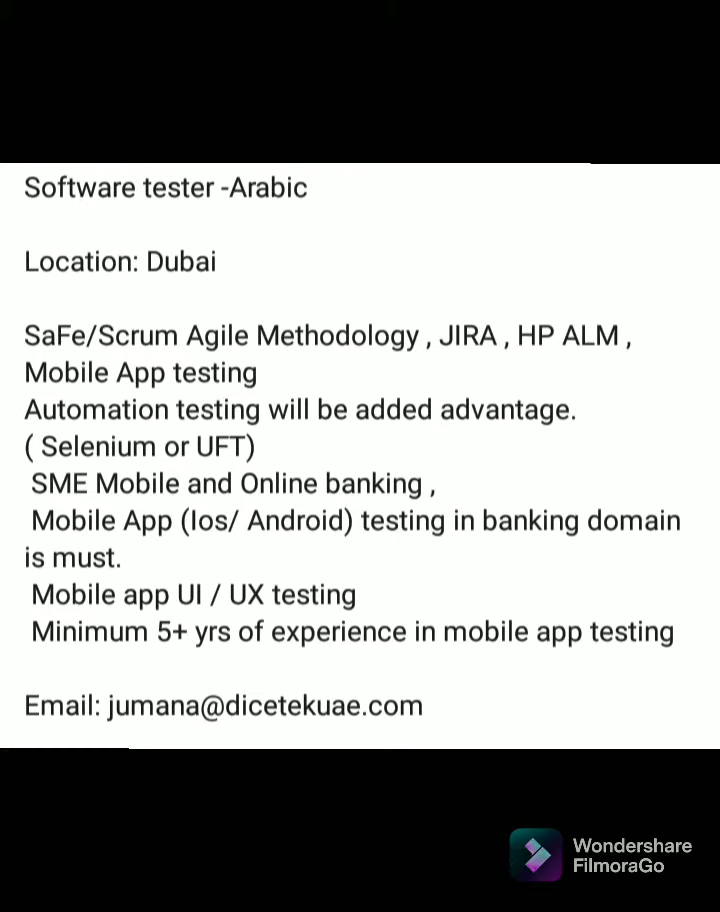 Software tester -Arabic
Location: Dubai
SaFe/Scrum Agile Methodology , JIRA , HP ALM ,
Mobile App testing
Automation testing will be added advantage.
( Selenium or UFT)
SME Mobile and Online banking ,
Mobile App (Ios/ Android) testing in banking domain
is must.
Mobile app UI / UX testing
Minimum 5+ yrs of experience in mobile app testing
Email: jumana@dicetekuae.com
Wondershare
FilmoraGo